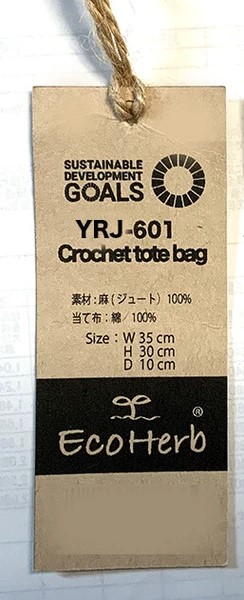 SUSTAINABLE
DEVELOPMENT
GOALS
YRJ-601
Crochet tote bag
素材:麻(ジュート) 100%
当て布:綿/100%
Size : W 35 cm
H 30 cm
D 10 cm
®
EcoHerb